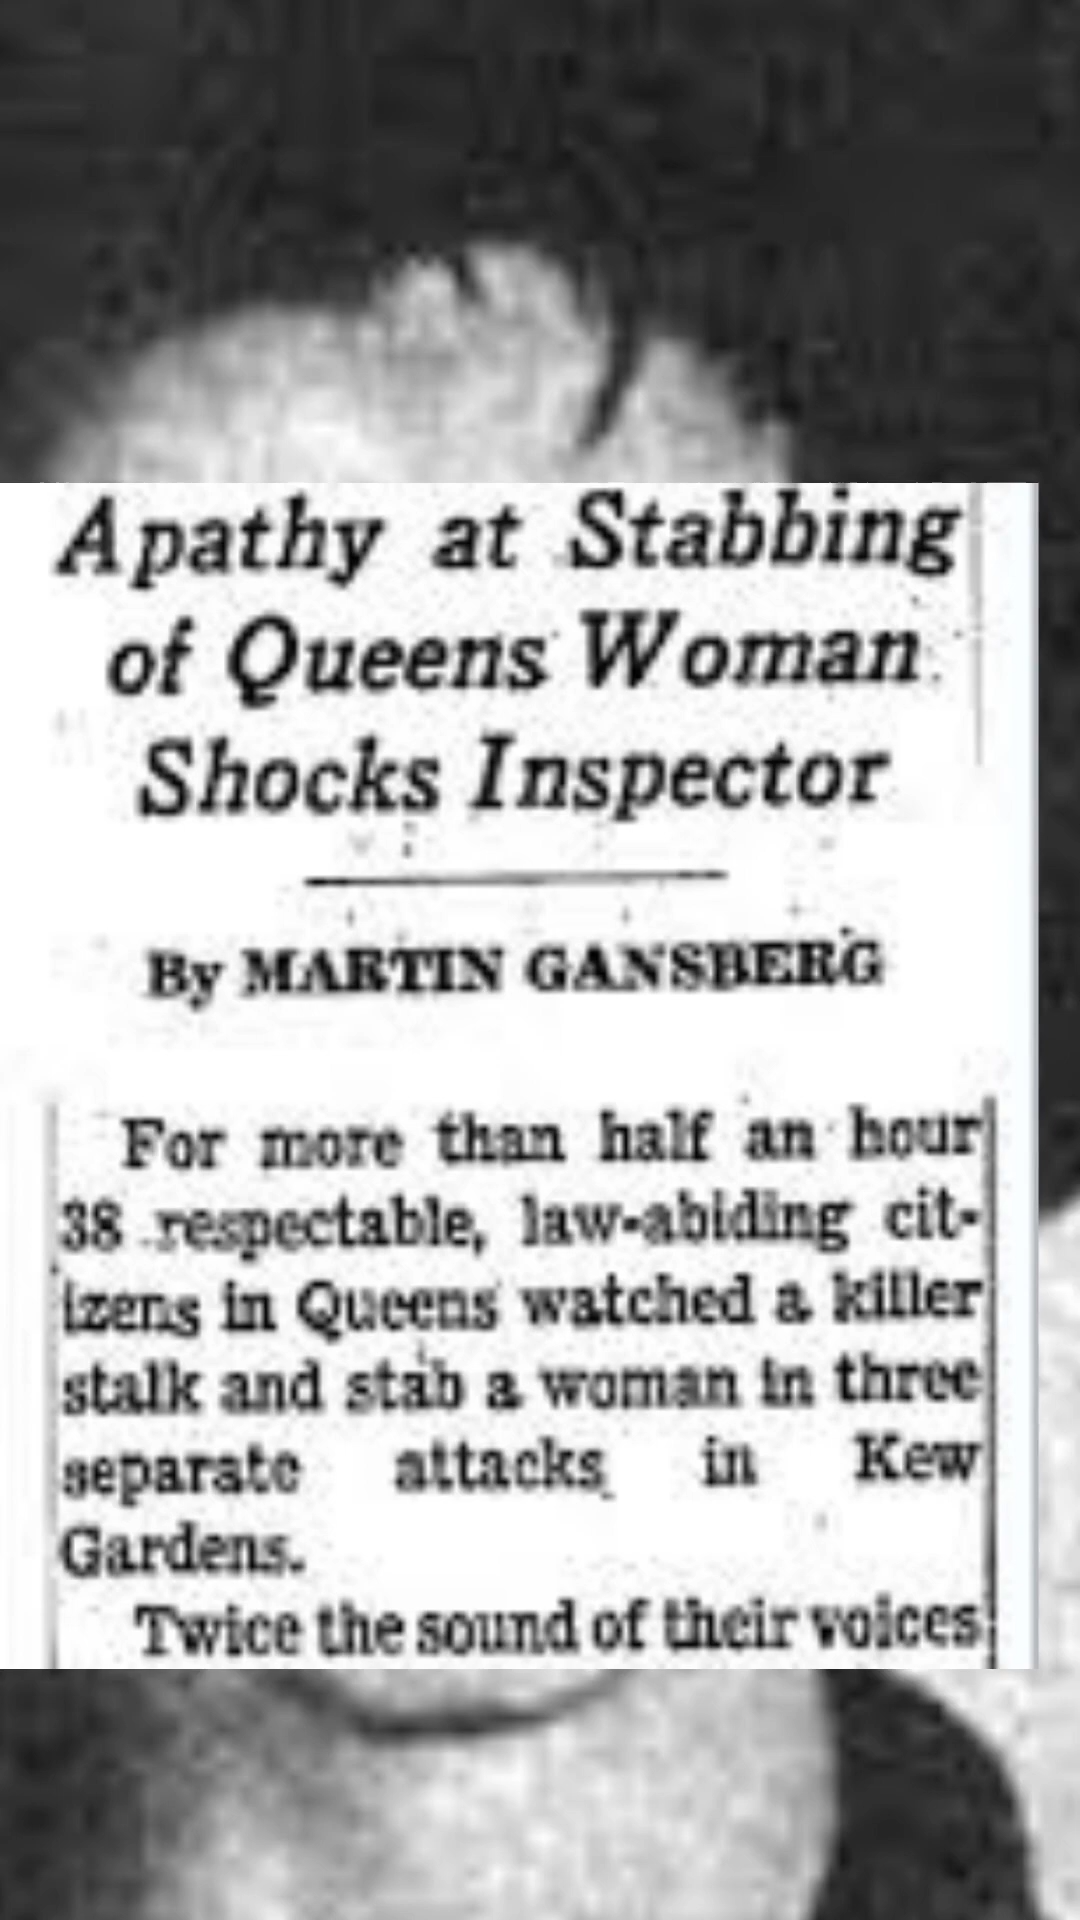 Apathy at Stabbing
of Queens Woman
Shocks Inspector
By MARTIN GANSBERG
For more than half an hour
38 respectable, law-abiding cit-
izens in Queens watched a killer
stalk and stab a woman in three
separate attacks in Kew
Gardens.
Twice the sound of their voices